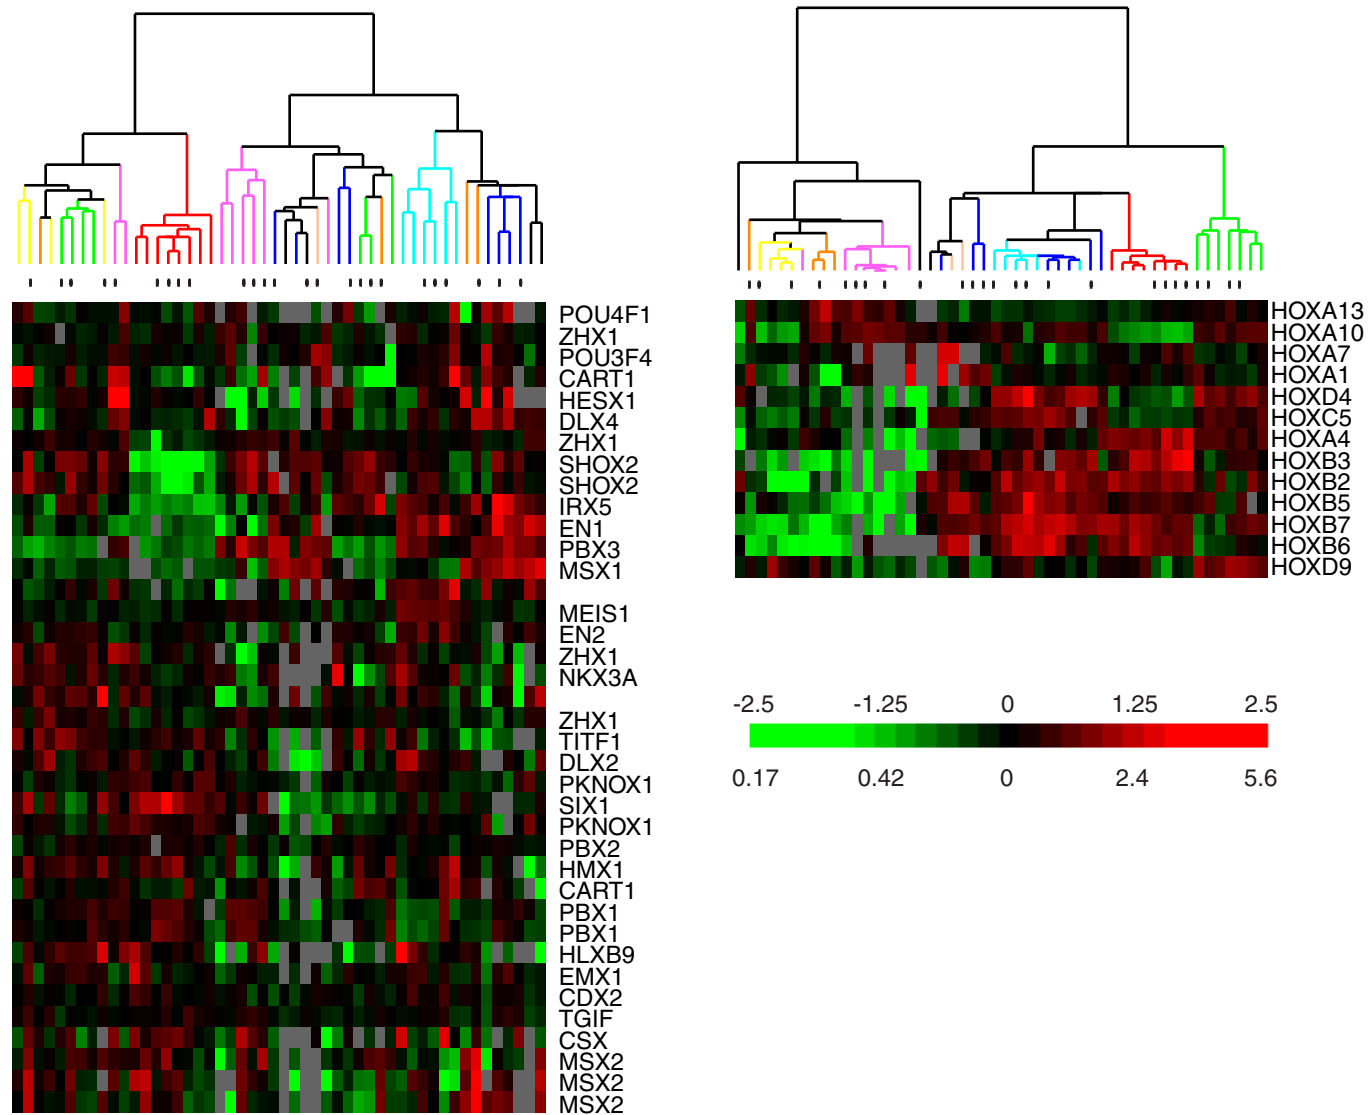 POU4F1
ZHX1
POU3F4
CART1
HESX1
DLX4
ZHX1
SHOX2
SHOX2
IRX5
EN1
PBX3
MSX1
MEIS1
EN2
ZHX1
NKX3A
ZHX1
TITF1
DLX2
PKNOX1
SIX1
PKNOX1
PBX2
HMX1
CART1
PBX1
PBX1
HLXB9
EMX1
CDX2
TGIF
CSX
MSX2
MSX2
MSX2
HOXA13
HOXA10
HOXA7
HOXA1
HOXD4
HOXC5
HOXA4
HOXB3
HOXB2
HOXB5
HOXB7
HOXB6
HOXD9
-2.5 -1.25 0 1.25 2.5
0.17 0.42 0 2.4 5.6